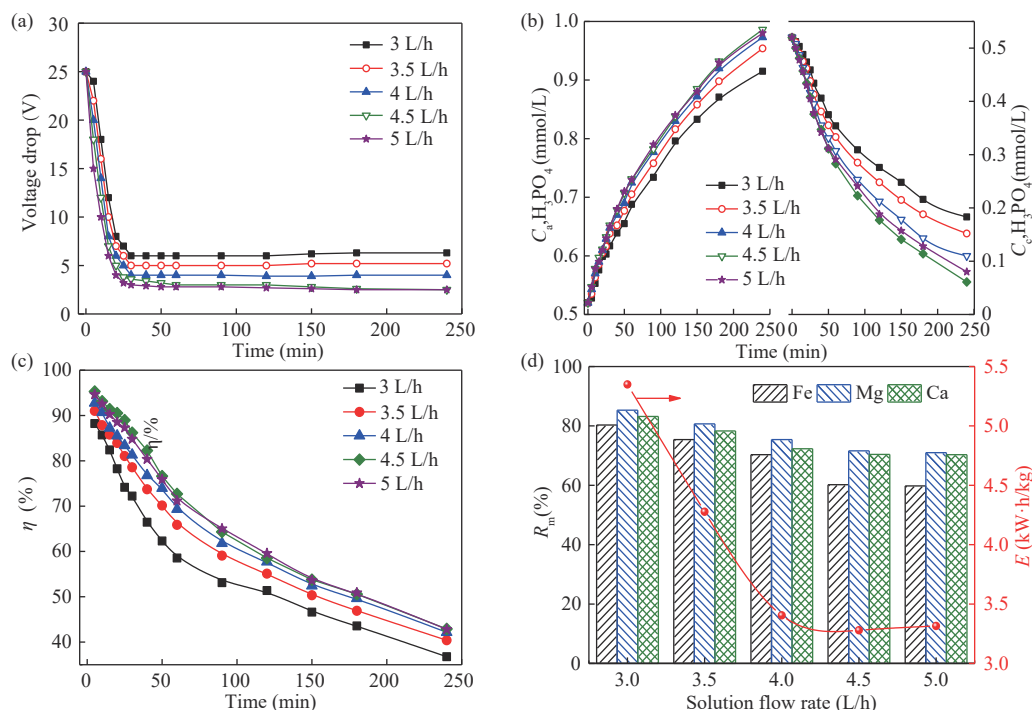 (a)
30
25
20
15
10
5
0
Voltage drop (V)
3 L/h
3.5 L/h
4 L/h
4.5 L/h
5 L/h
0 50 100 150 200 250
Time (min)
(b)
1.0
0.9
0.8
0.7
0.6
0.5
Ca,H3PO4 (mmol/L)
3 L/h
3.5 L/h
4 L/h
4.5 L/h
5 L/h
0.5
0.4
0.3
0.2
0.1
0
Cc,H3PO4 (mmol/L)
0 50 100 150 200 250 0 50 100 150 200 250
Time (min)
(c)
100
90
80
70
60
50
40
η (%)
η/%
3 L/h
3.5 L/h
4 L/h
4.5 L/h
5 L/h
0 50 100 150 200 250
Time (min)
(d)
100
80
60
40
20
0
Rm(%)
Fe Mg Ca
5.5
5.0
4.5
4.0
3.5
3.0
E (kW·h/kg)
3.0 3.5 4.0 4.5 5.0
Solution flow rate (L/h)